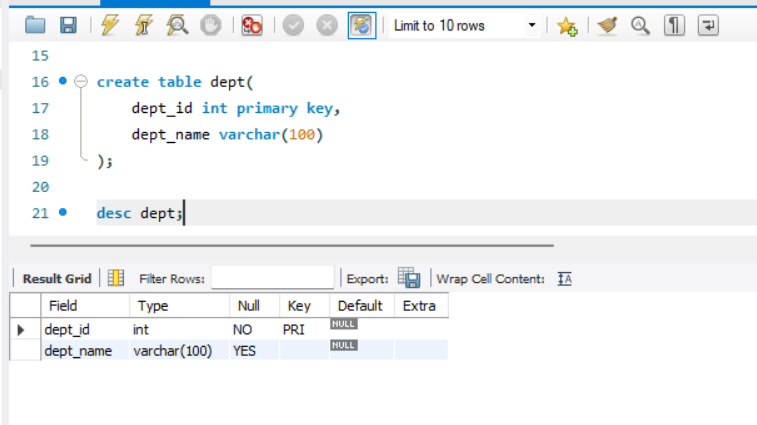 Limit to 10 rows
15
16 create table dept(
17 dept_id int primary key,
18 dept_name varchar(100)
19 );
20
21 desc dept;
Result Grid Filter Rows: Export: Wrap Cell Content: IA
Field Type Null Key Default Extra
dept_id int NO PRI NULL
dept_name varchar(100) YES NULL